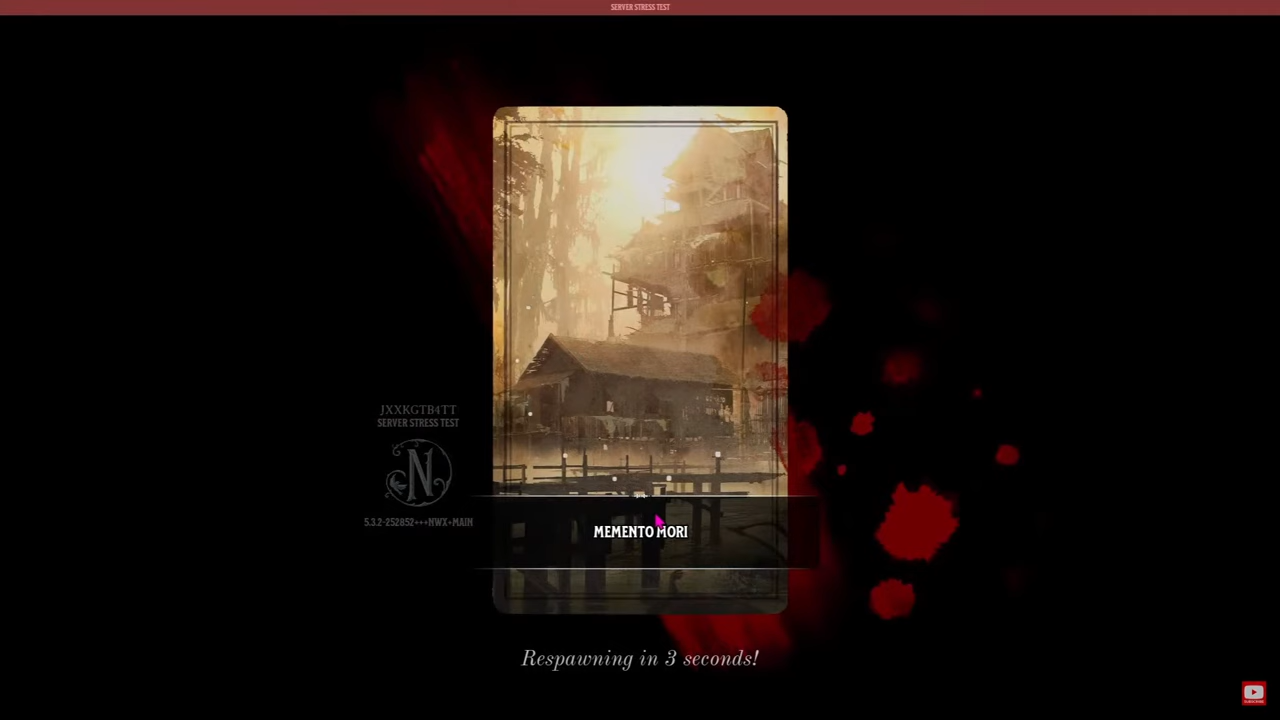 SERVER STRESS TEST
JXXKGTB4TT
SERVER STRESS TEST
N
5.3.2-252852+++NWX+MAIN
MEMENTO MORI
Respawning in 3 seconds!
SUBSCRIBE